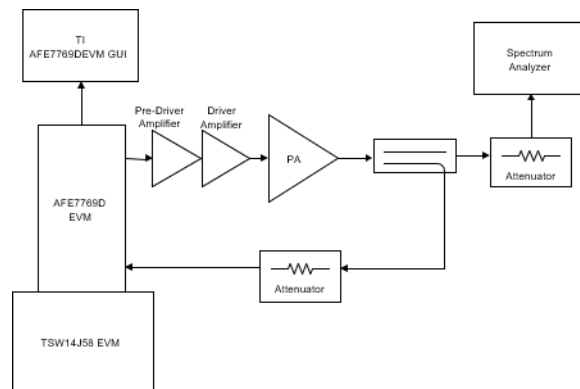 TI
AFE7769DEVM GUI
Spectrum
Analyzer
Pre-Driver
Amplifier
Driver
Amplifier
PA
Attenuator
AFE7769D
EVM
Attenuator
TSW14J58 EVM